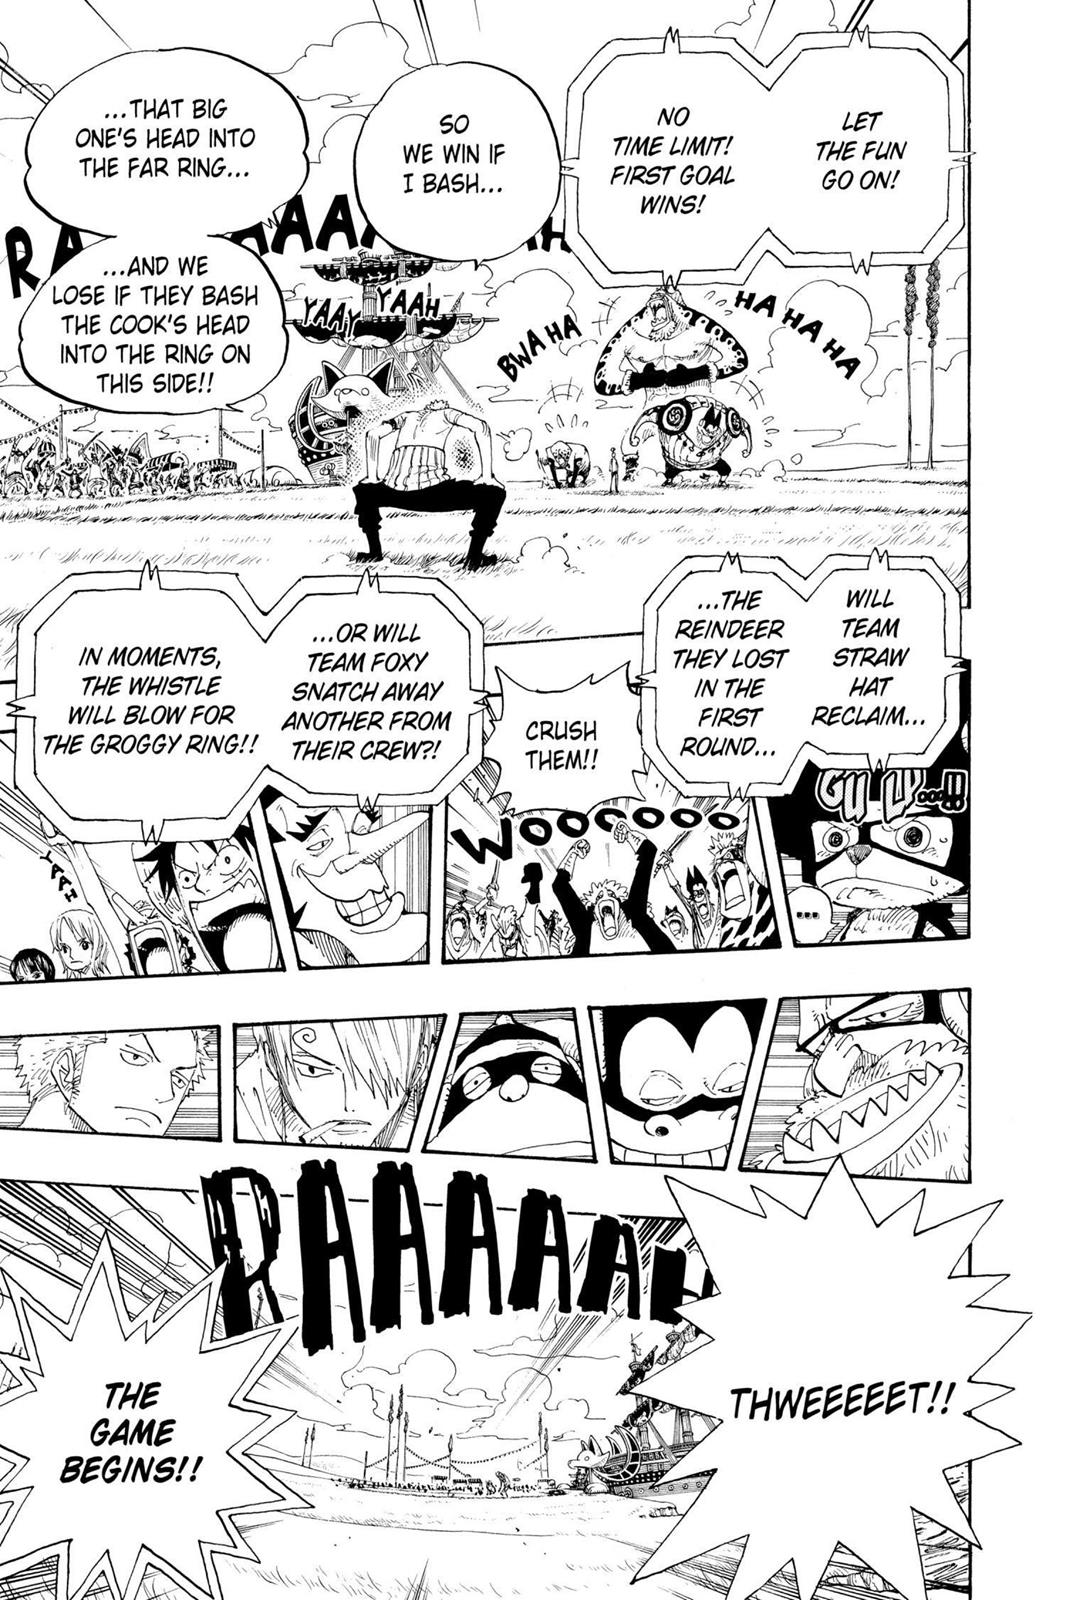 LET
THE FUN
GO ON!
NO
TIME LIMIT!
FIRST GOAL
WINS!
SO
WE WIN IF
I BASH...
...THAT BIG
ONE'S HEAD INTO
THE FAR RING...
...AND WE
LOSE IF THEY BASH
THE COOK'S HEAD
INTO THE RING ON
THIS SIDE!!
YAAY
YAAH
BWA HA
HA HA HA HA
WILL
TEAM
STRAW
HAT
RECLAIM...
...THE
REINDEER
THEY LOST
IN THE
FIRST
ROUND...
GULP...!!
...
CRUSH
THEM!!
WOOOOOO
...OR WILL
TEAM FOXY
SNATCH AWAY
ANOTHER FROM
THEIR CREW?!
IN MOMENTS,
THE WHISTLE
WILL BLOW FOR
THE GROGGY RING!!
YAAH
THWEEEEET!!
RAAAAAAH
THE
GAME
BEGINS!!